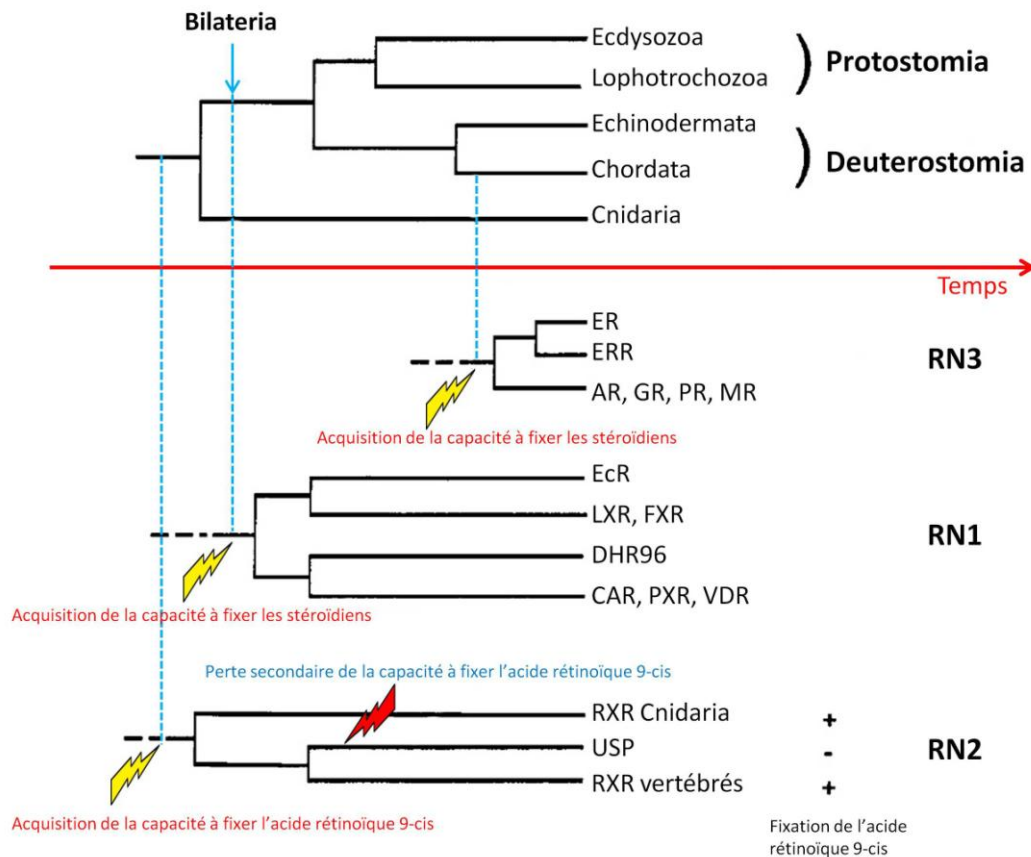 Bilateria
Ecdysozoa
Lophotrochozoa
) Protostomia
Echinodermata
Chordata
) Deuterostomia
Cnidaria
Temps
ER
ERR
AR, GR, PR, MR
RN3
Acquisition de la capacité à fixer les stéroïdiens
EcR
LXR, FXR
DHR96
CAR, PXR, VDR
RN1
Acquisition de la capacité à fixer les stéroïdiens
Perte secondaire de la capacité à fixer l’acide rétinoïque 9-cis
RXR Cnidaria +
USP -
RXR vertébrés +
RN2
Acquisition de la capacité à fixer l’acide rétinoïque 9-cis
Fixation de l’acide
rétinoïque 9-cis